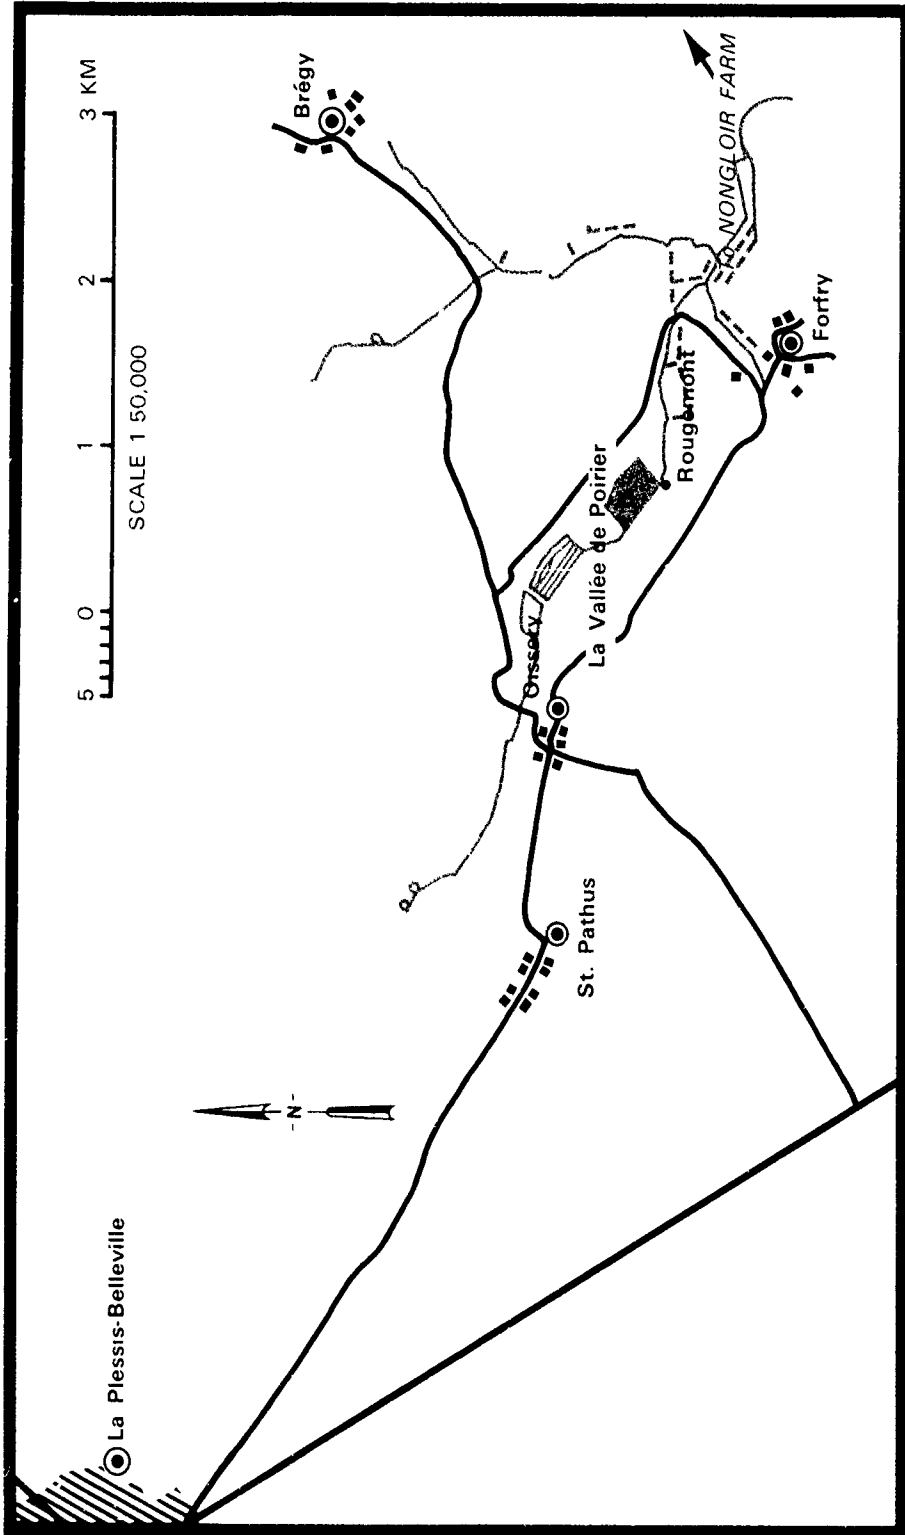 La Plessis-Belleville
-N-
St. Pathus
5 0 1 2 3 KM
SCALE 1 50,000
Oissery
La Vallée de Poirier
Rougemont
Brégy
Forfry
NONGLOIR FARM